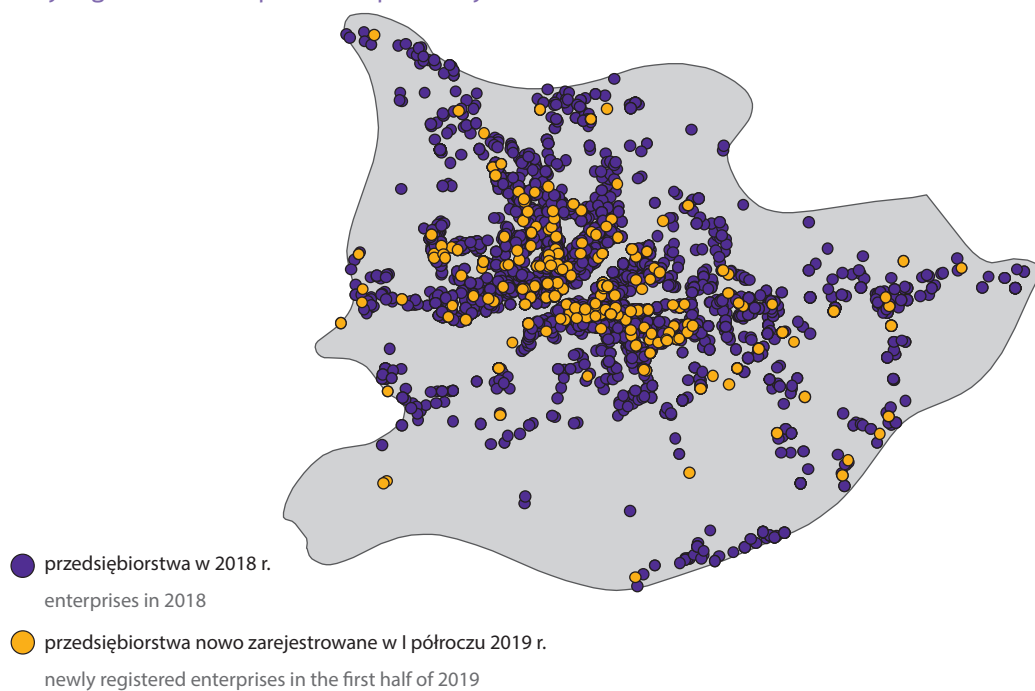 przedsiębiorstwa w 2018 r.
enterprises in 2018
przedsiębiorstwa nowo zarejestrowane w I półroczu 2019 r.
newly registered enterprises in the first half of 2019